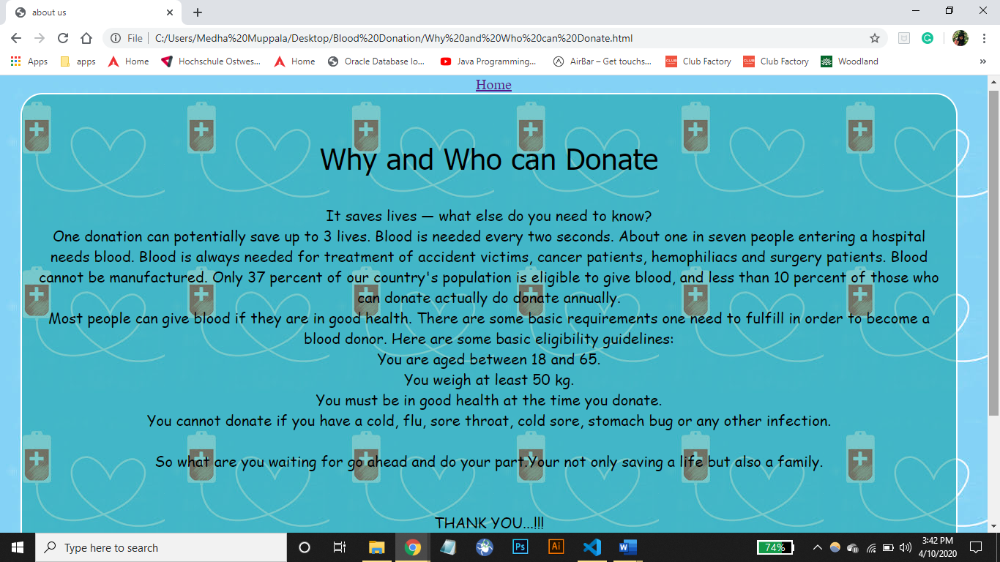 about us
File C:/Users/Medha%20Muppala/Desktop/Blood%20Donation/Why%20and%20Who%20can%20Donate.html
Apps apps Home Hochschule Ostwes... Home Oracle Database lo... Java Programming... AirBar – Get touchs... Club Factory Club Factory Woodland »
Home
Why and Who can Donate
It saves lives — what else do you need to know?
One donation can potentially save up to 3 lives. Blood is needed every two seconds. About one in seven people entering a hospital
needs blood. Blood is always needed for treatment of accident victims, cancer patients, hemophiliacs and surgery patients. Blood
cannot be manufactured. Only 37 percent of our country's population is eligible to give blood, and less than 10 percent of those who
can donate actually do donate annually.
Most people can give blood if they are in good health. There are some basic requirements one need to fulfill in order to become a
blood donor. Here are some basic eligibility guidelines:
You are aged between 18 and 65.
You weigh at least 50 kg.
You must be in good health at the time you donate.
You cannot donate if you have a cold, flu, sore throat, cold sore, stomach bug or any other infection.
So what are you waiting for go ahead and do your part.Your not only saving a life but also a family.
THANK YOU...!!!
Type here to search
Ps
Ai
74%
3:42 PM
4/10/2020